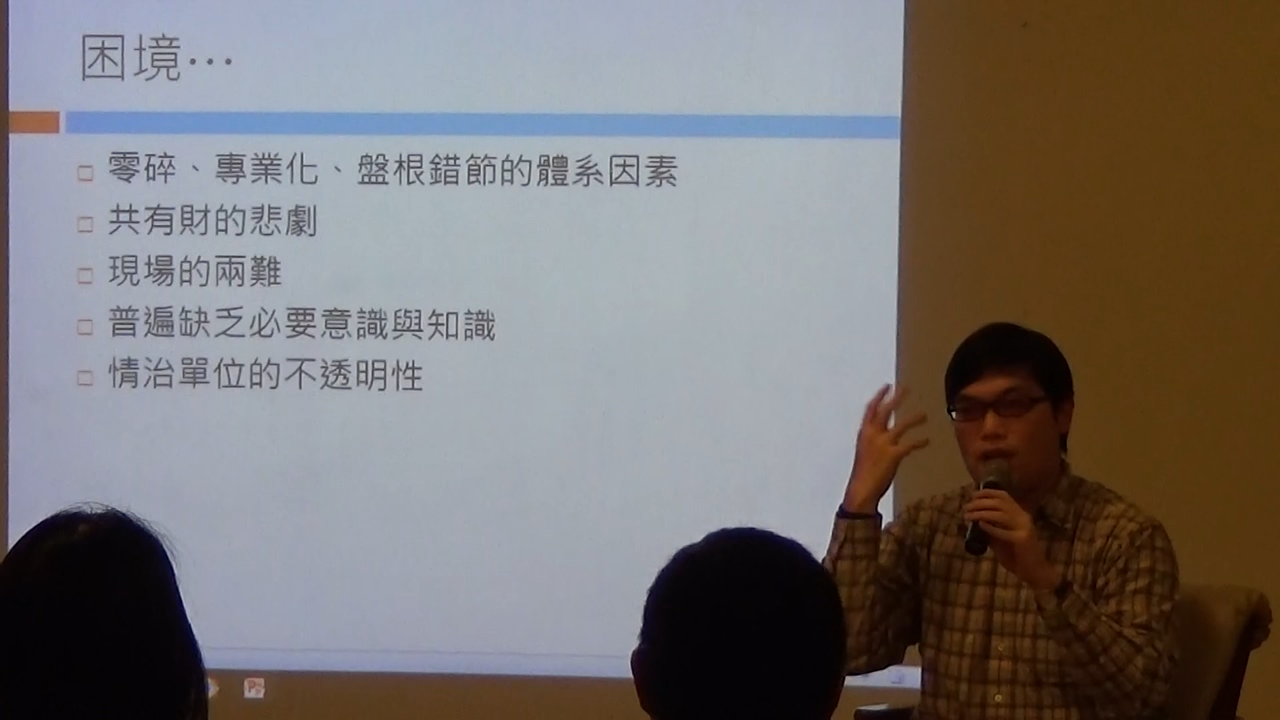 困境…
零碎、專業化、盤根錯節的體系因素
共有財的悲劇
現場的兩難
普遍缺乏必要意識與知識
情治單位的不透明性